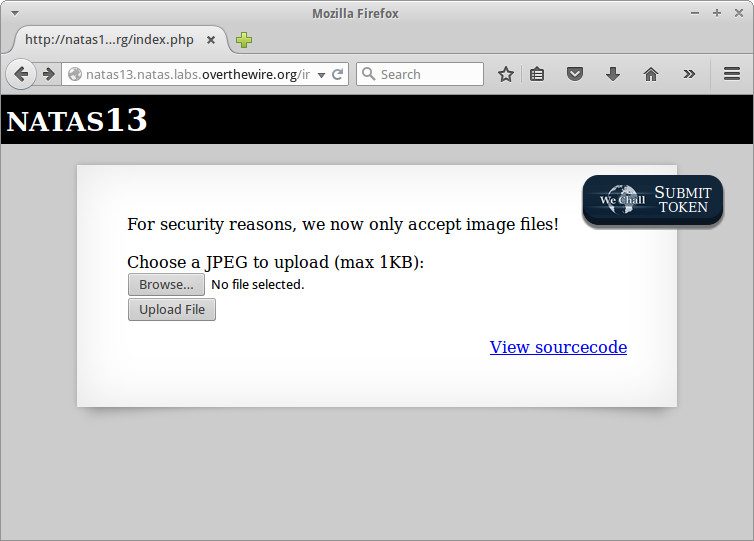 Mozilla Firefox
http://natas1...rg/index.php
natas13.natas.labs.overthewire.org/ir
Search
NATAS13
We Chall
SUBMIT
TOKEN
For security reasons, we now only accept image files!
Choose a JPEG to upload (max 1KB):
Browse... No file selected.
Upload File
View sourcecode